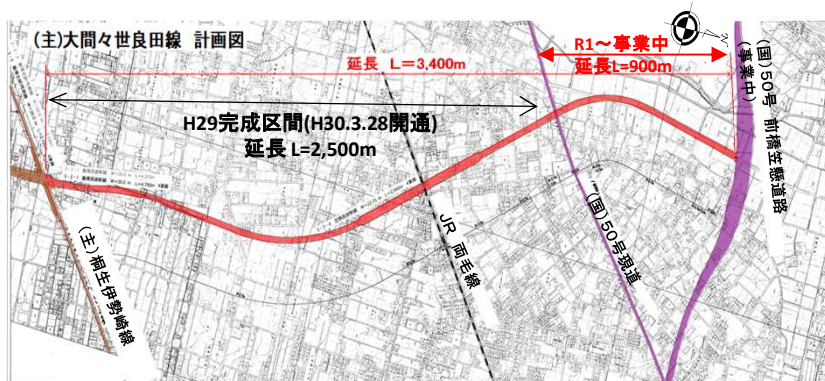 (主)大間々世良田線 計画図
延長 L=3,400m
R1～事業中
延長L=900m
H29完成区間(H30.3.28開通)
延長 L=2,500m
(国)50号 前橋笠懸道路
(事業中)
(国)50号現道
JR 両毛線
(主)桐生伊勢崎線